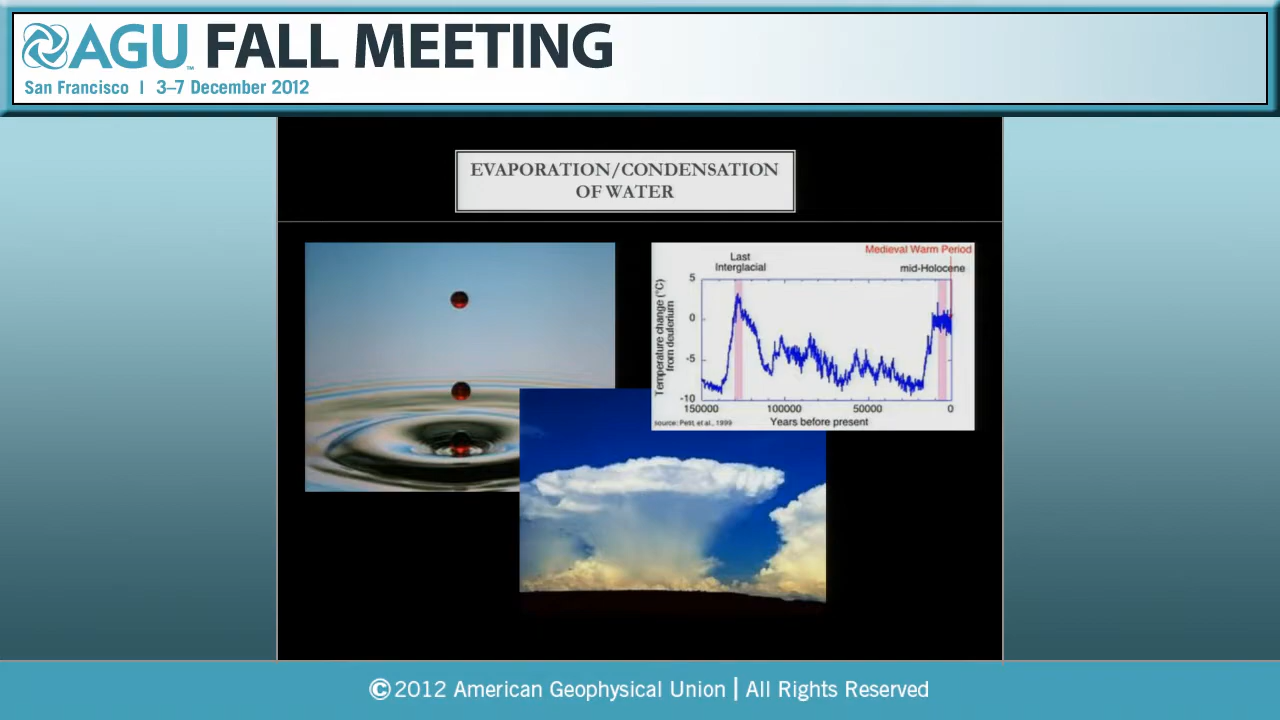 AGU FALL MEETING
San Francisco | 3–7 December 2012
EVAPORATION/CONDENSATION
OF WATER
Medieval Warm Period
Last
Interglacial
mid-Holocene
Temperature change (°C)
from deuterium
5
0
-5
-10
150000
100000
50000
0
Years before present
source: Petit, et al., 1999
©2012 American Geophysical Union | All Rights Reserved